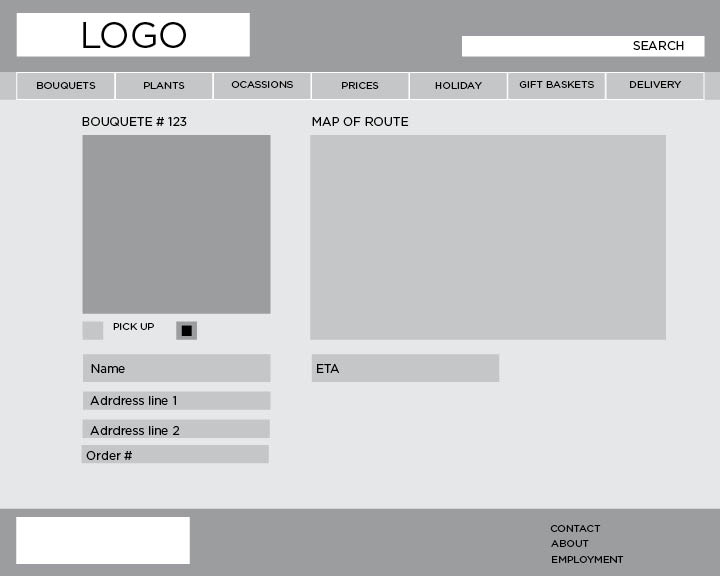 LOGO
SEARCH
BOUQUETS
PLANTS
OCASSIONS
PRICES
HOLIDAY
GIFT BASKETS
DELIVERY
BOUQUETE # 123
MAP OF ROUTE
PICK UP
Name
ETA
Adrdress line 1
Adrdress line 2
Order #
CONTACT
ABOUT
EMPLOYMENT